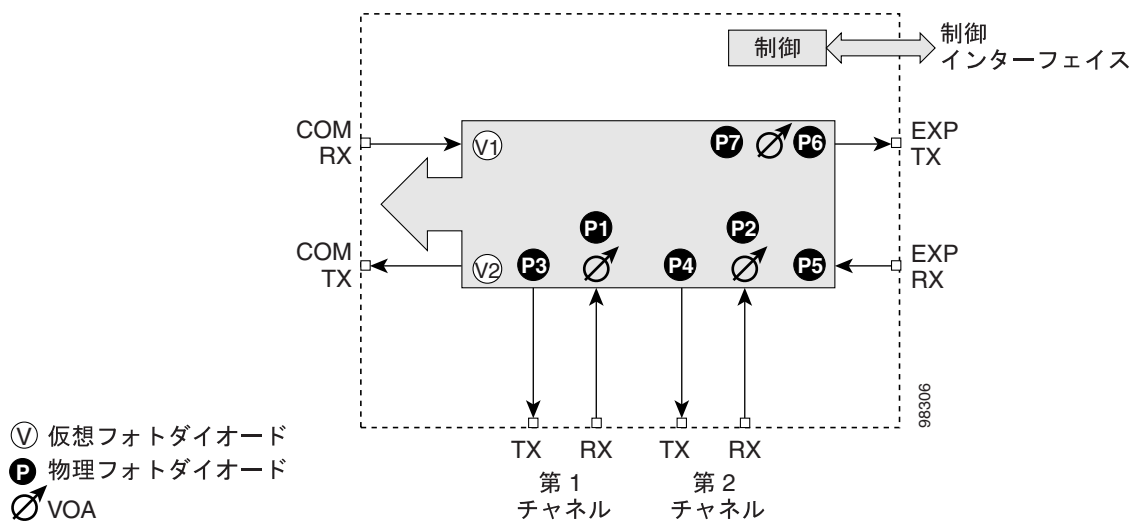 制御
制御
インターフェイス
COM
RX
V1
P7
P6
EXP
TX
P1
P2
COM
TX
V2
P3
P4
P5
EXP
RX
98306
TX
RX
TX
RX
第 1
チャネル
第 2
チャネル
V 仮想フォトダイオード
P 物理フォトダイオード
VOA